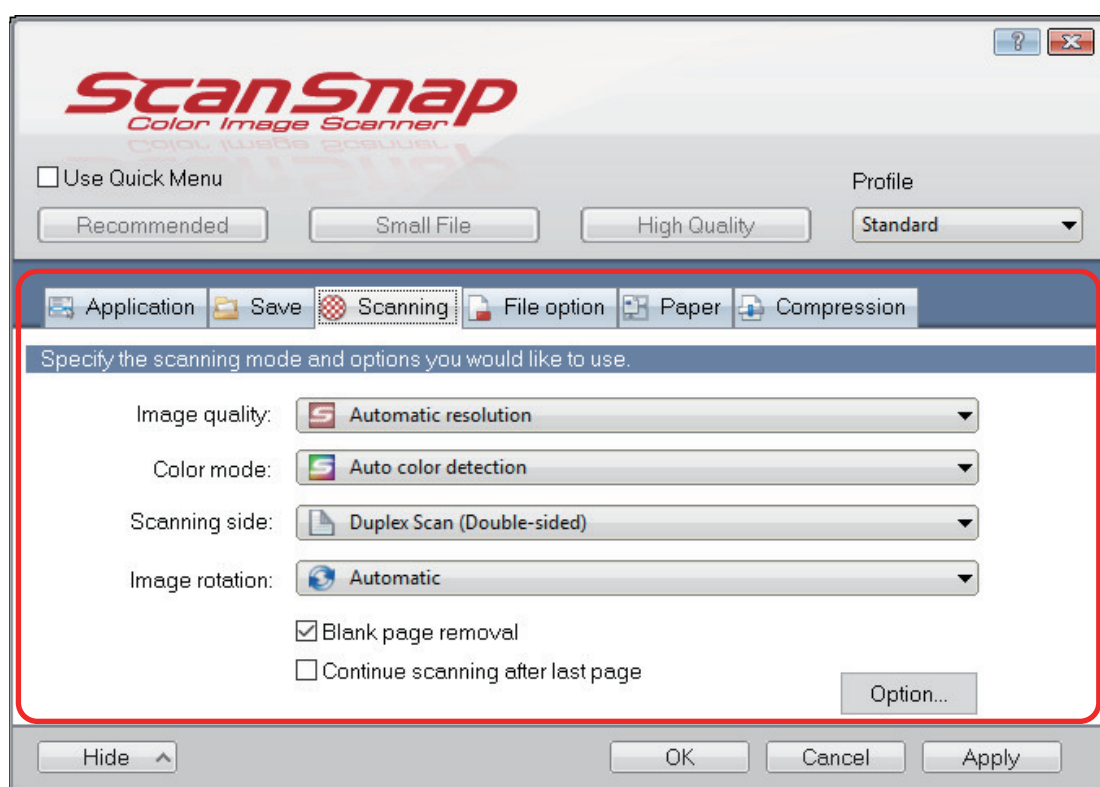 ScanSnap
Color Image Scanner
Use Quick Menu
Profile
Recommended Small File High Quality Standard
Application Save Scanning File option Paper Compression
Specify the scanning mode and options you would like to use.
Image quality: Automatic resolution
Color mode: Auto color detection
Scanning side: Duplex Scan (Double-sided)
Image rotation: Automatic
Blank page removal
Continue scanning after last page
Option...
Hide OK Cancel Apply